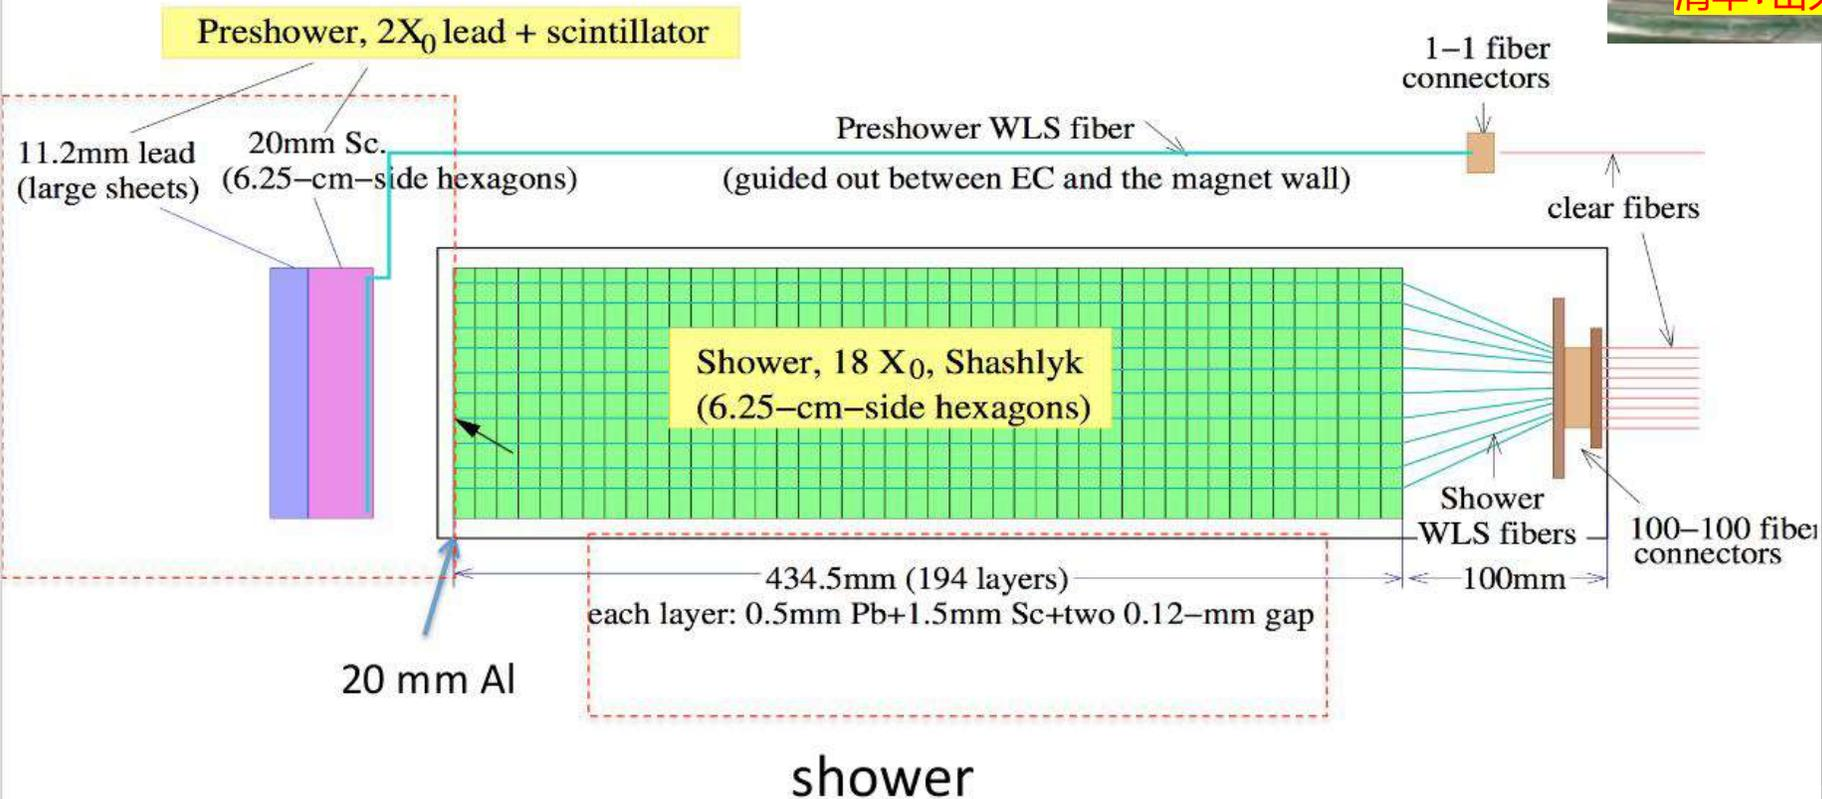 Preshower, 2X0 lead + scintillator
1−1 fiber
connectors
Preshower WLS fiber
11.2mm lead
(large sheets)
20mm Sc.
(6.25−cm−side hexagons)
(guided out between EC and the magnet wall)
clear fibers
Shower, 18 X0, Shashlyk
(6.25−cm−side hexagons)
Shower
WLS fibers
100−100 fiber
connectors
434.5mm (194 layers)
100mm
each layer: 0.5mm Pb+1.5mm Sc+two 0.12−mm gap
20 mm Al
shower